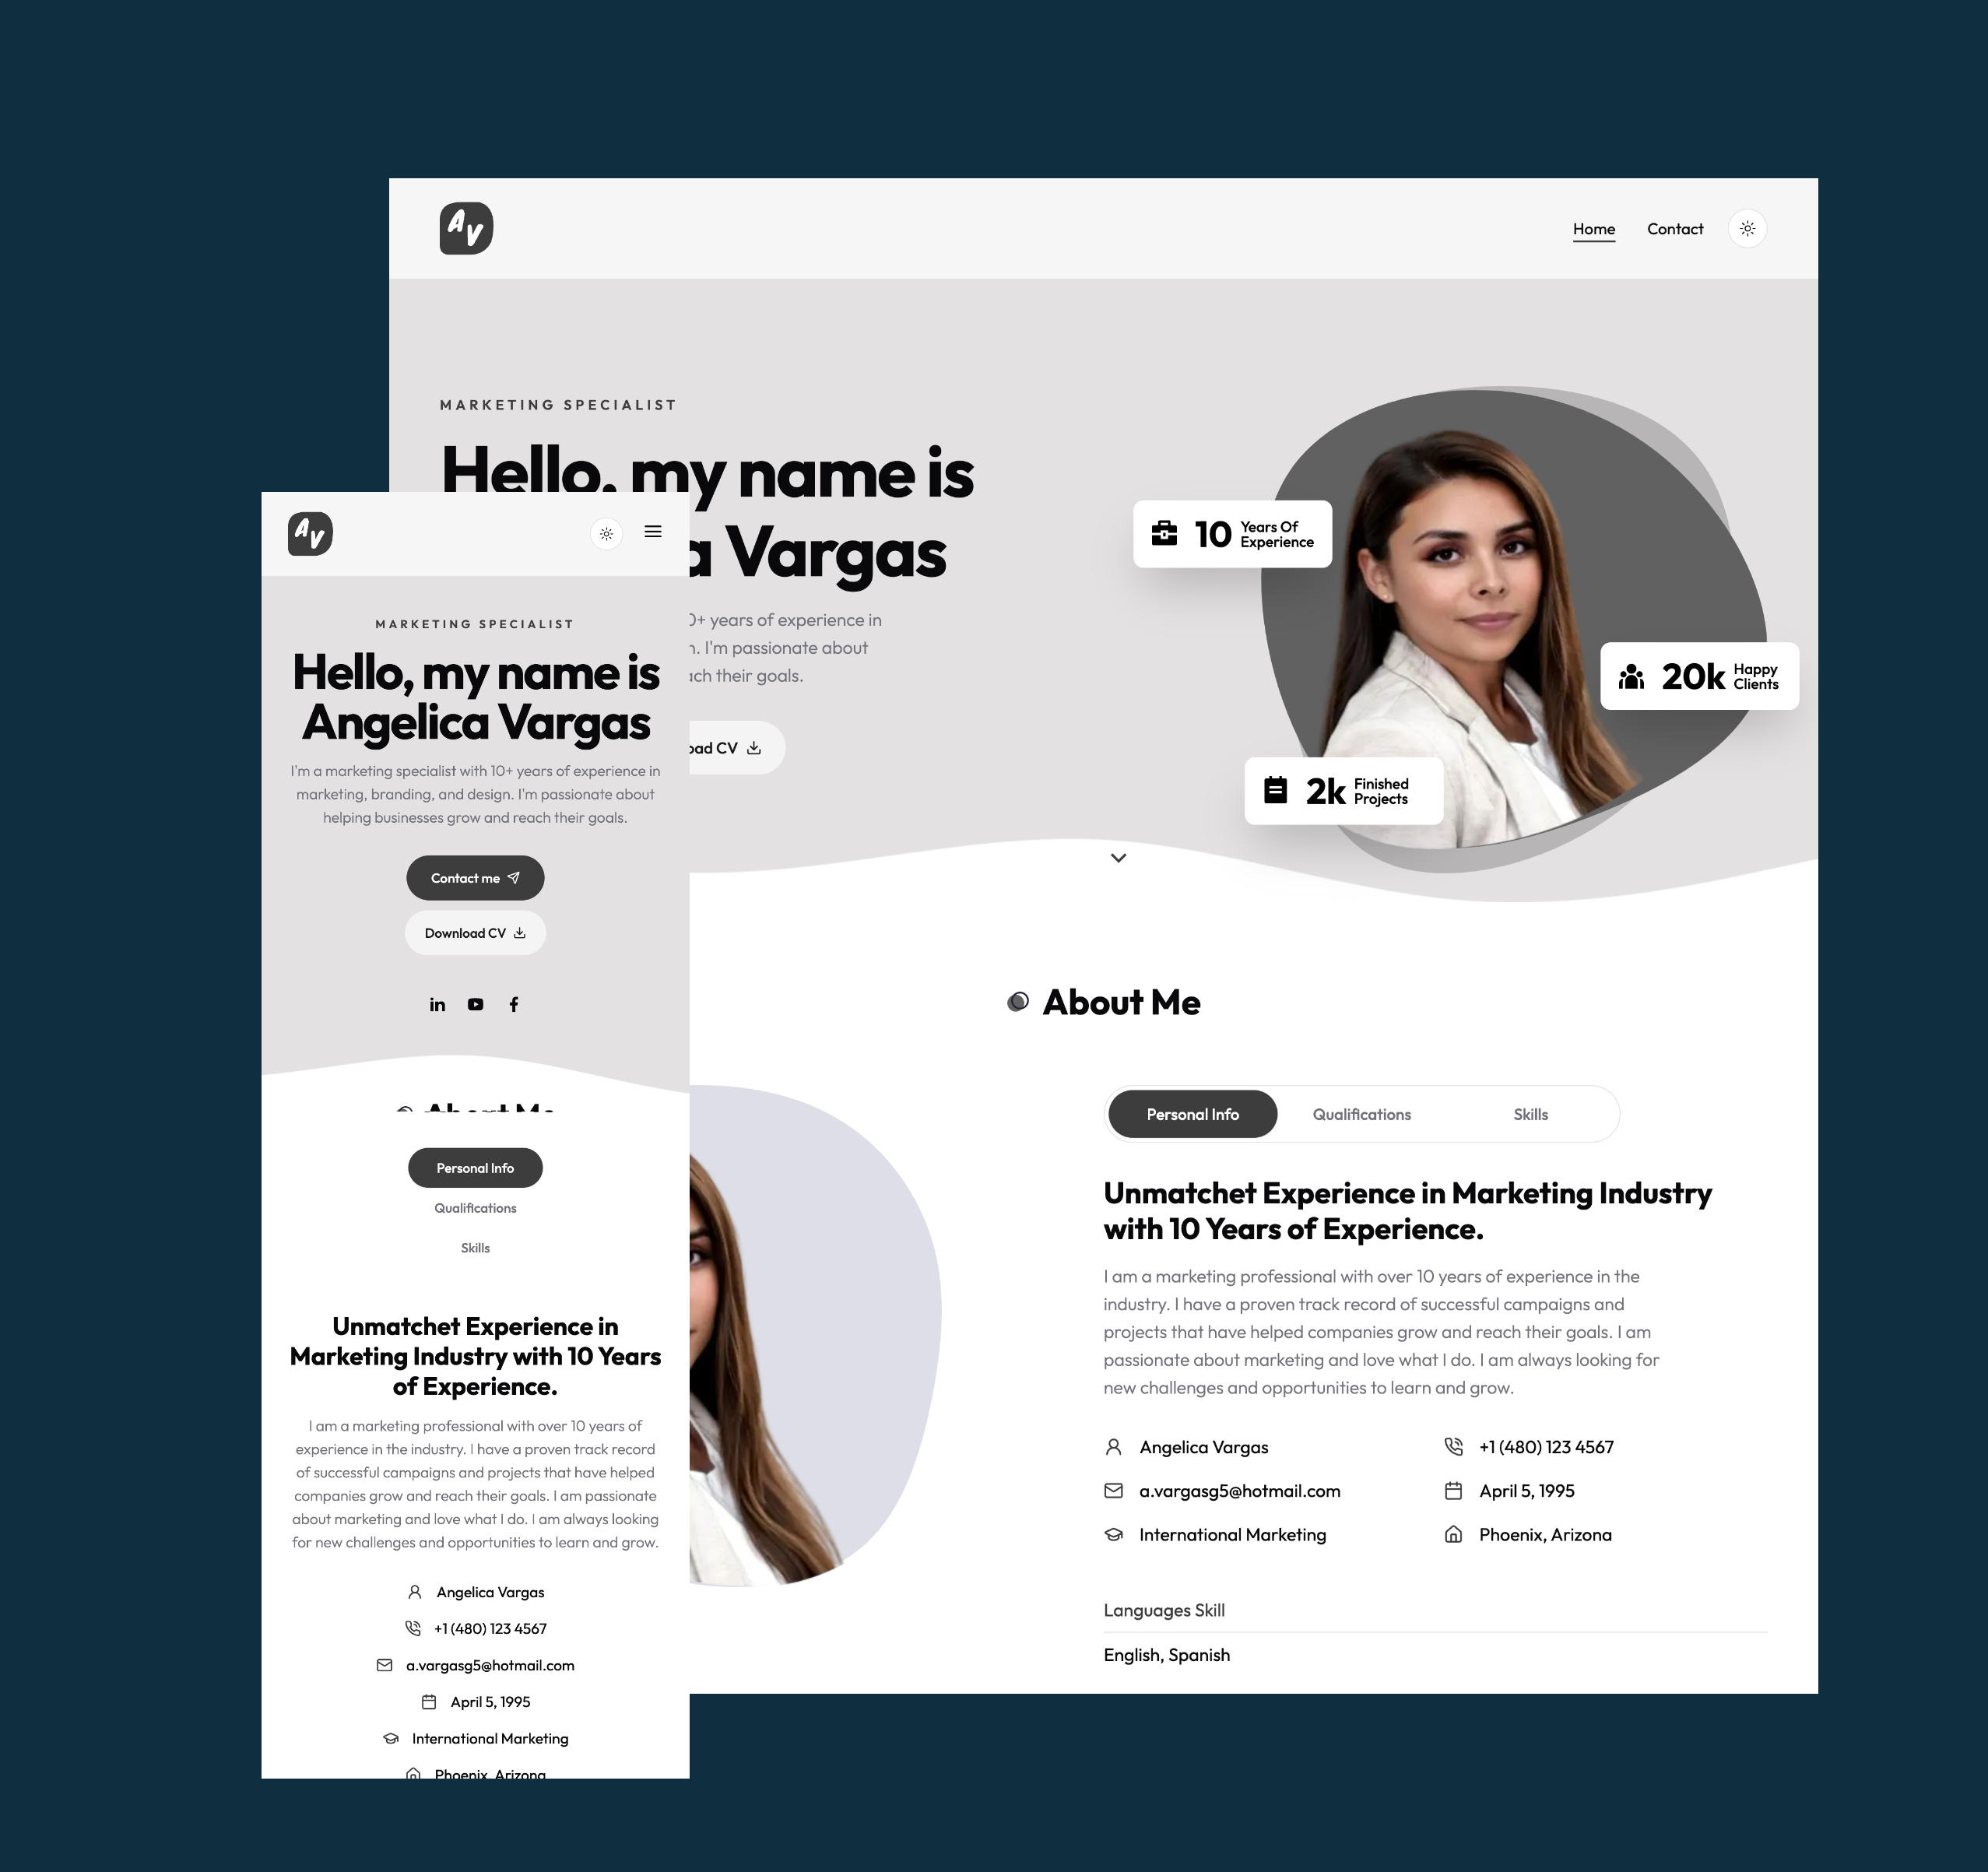 AV
Home
Contact
MARKETING SPECIALIST
Hello, my name is
a Vargas
0+ years of experience in
I'm passionate about
ach their goals.
oad CV
10 Years Of
Experience
20k Happy
Clients
2k Finished
Projects
About Me
Personal Info
Qualifications
Skills
Unmatchet Experience in Marketing Industry
with 10 Years of Experience.
I am a marketing professional with over 10 years of experience in the
industry. I have a proven track record of successful campaigns and
projects that have helped companies grow and reach their goals. I am
passionate about marketing and love what I do. I am always looking for
new challenges and opportunities to learn and grow.
Angelica Vargas
+1 (480) 123 4567
a.vargasg5@hotmail.com
April 5, 1995
International Marketing
Phoenix, Arizona
Languages Skill
English, Spanish
AV
MARKETING SPECIALIST
Hello, my name is
Angelica Vargas
I'm a marketing specialist with 10+ years of experience in
marketing, branding, and design. I'm passionate about
helping businesses grow and reach their goals.
Contact me
Download CV
in
f
About Me
Personal Info
Qualifications
Skills
Unmatchet Experience in
Marketing Industry with 10 Years
of Experience.
I am a marketing professional with over 10 years of
experience in the industry. I have a proven track record
of successful campaigns and projects that have helped
companies grow and reach their goals. I am passionate
about marketing and love what I do. I am always looking
for new challenges and opportunities to learn and grow.
Angelica Vargas
+1 (480) 123 4567
a.vargasg5@hotmail.com
April 5, 1995
International Marketing
Phoenix, Arizona